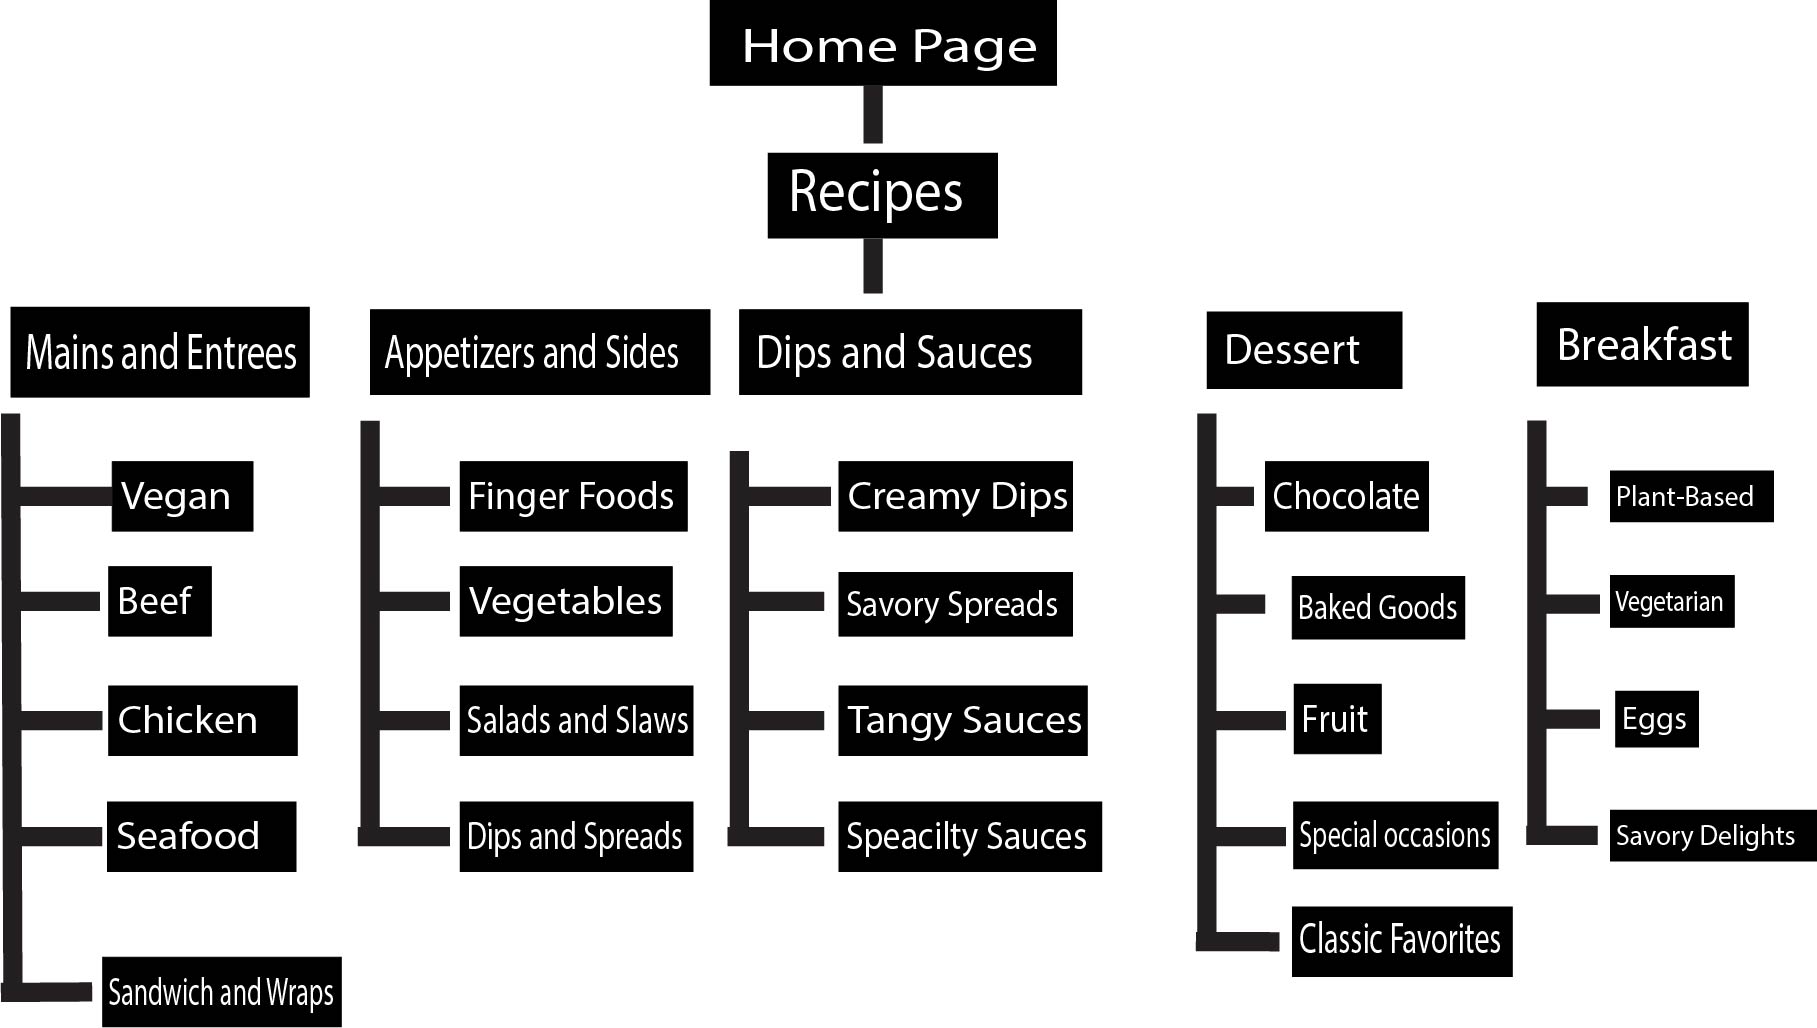 Home Page
Recipes
Mains and Entrees
Vegan
Beef
Chicken
Seafood
Sandwich and Wraps
Appetizers and Sides
Finger Foods
Vegetables
Salads and Slaws
Dips and Spreads
Dips and Sauces
Creamy Dips
Savory Spreads
Tangy Sauces
Speacilty Sauces
Dessert
Chocolate
Baked Goods
Fruit
Special occasions
Classic Favorites
Breakfast
Plant-Based
Vegetarian
Eggs
Savory Delights